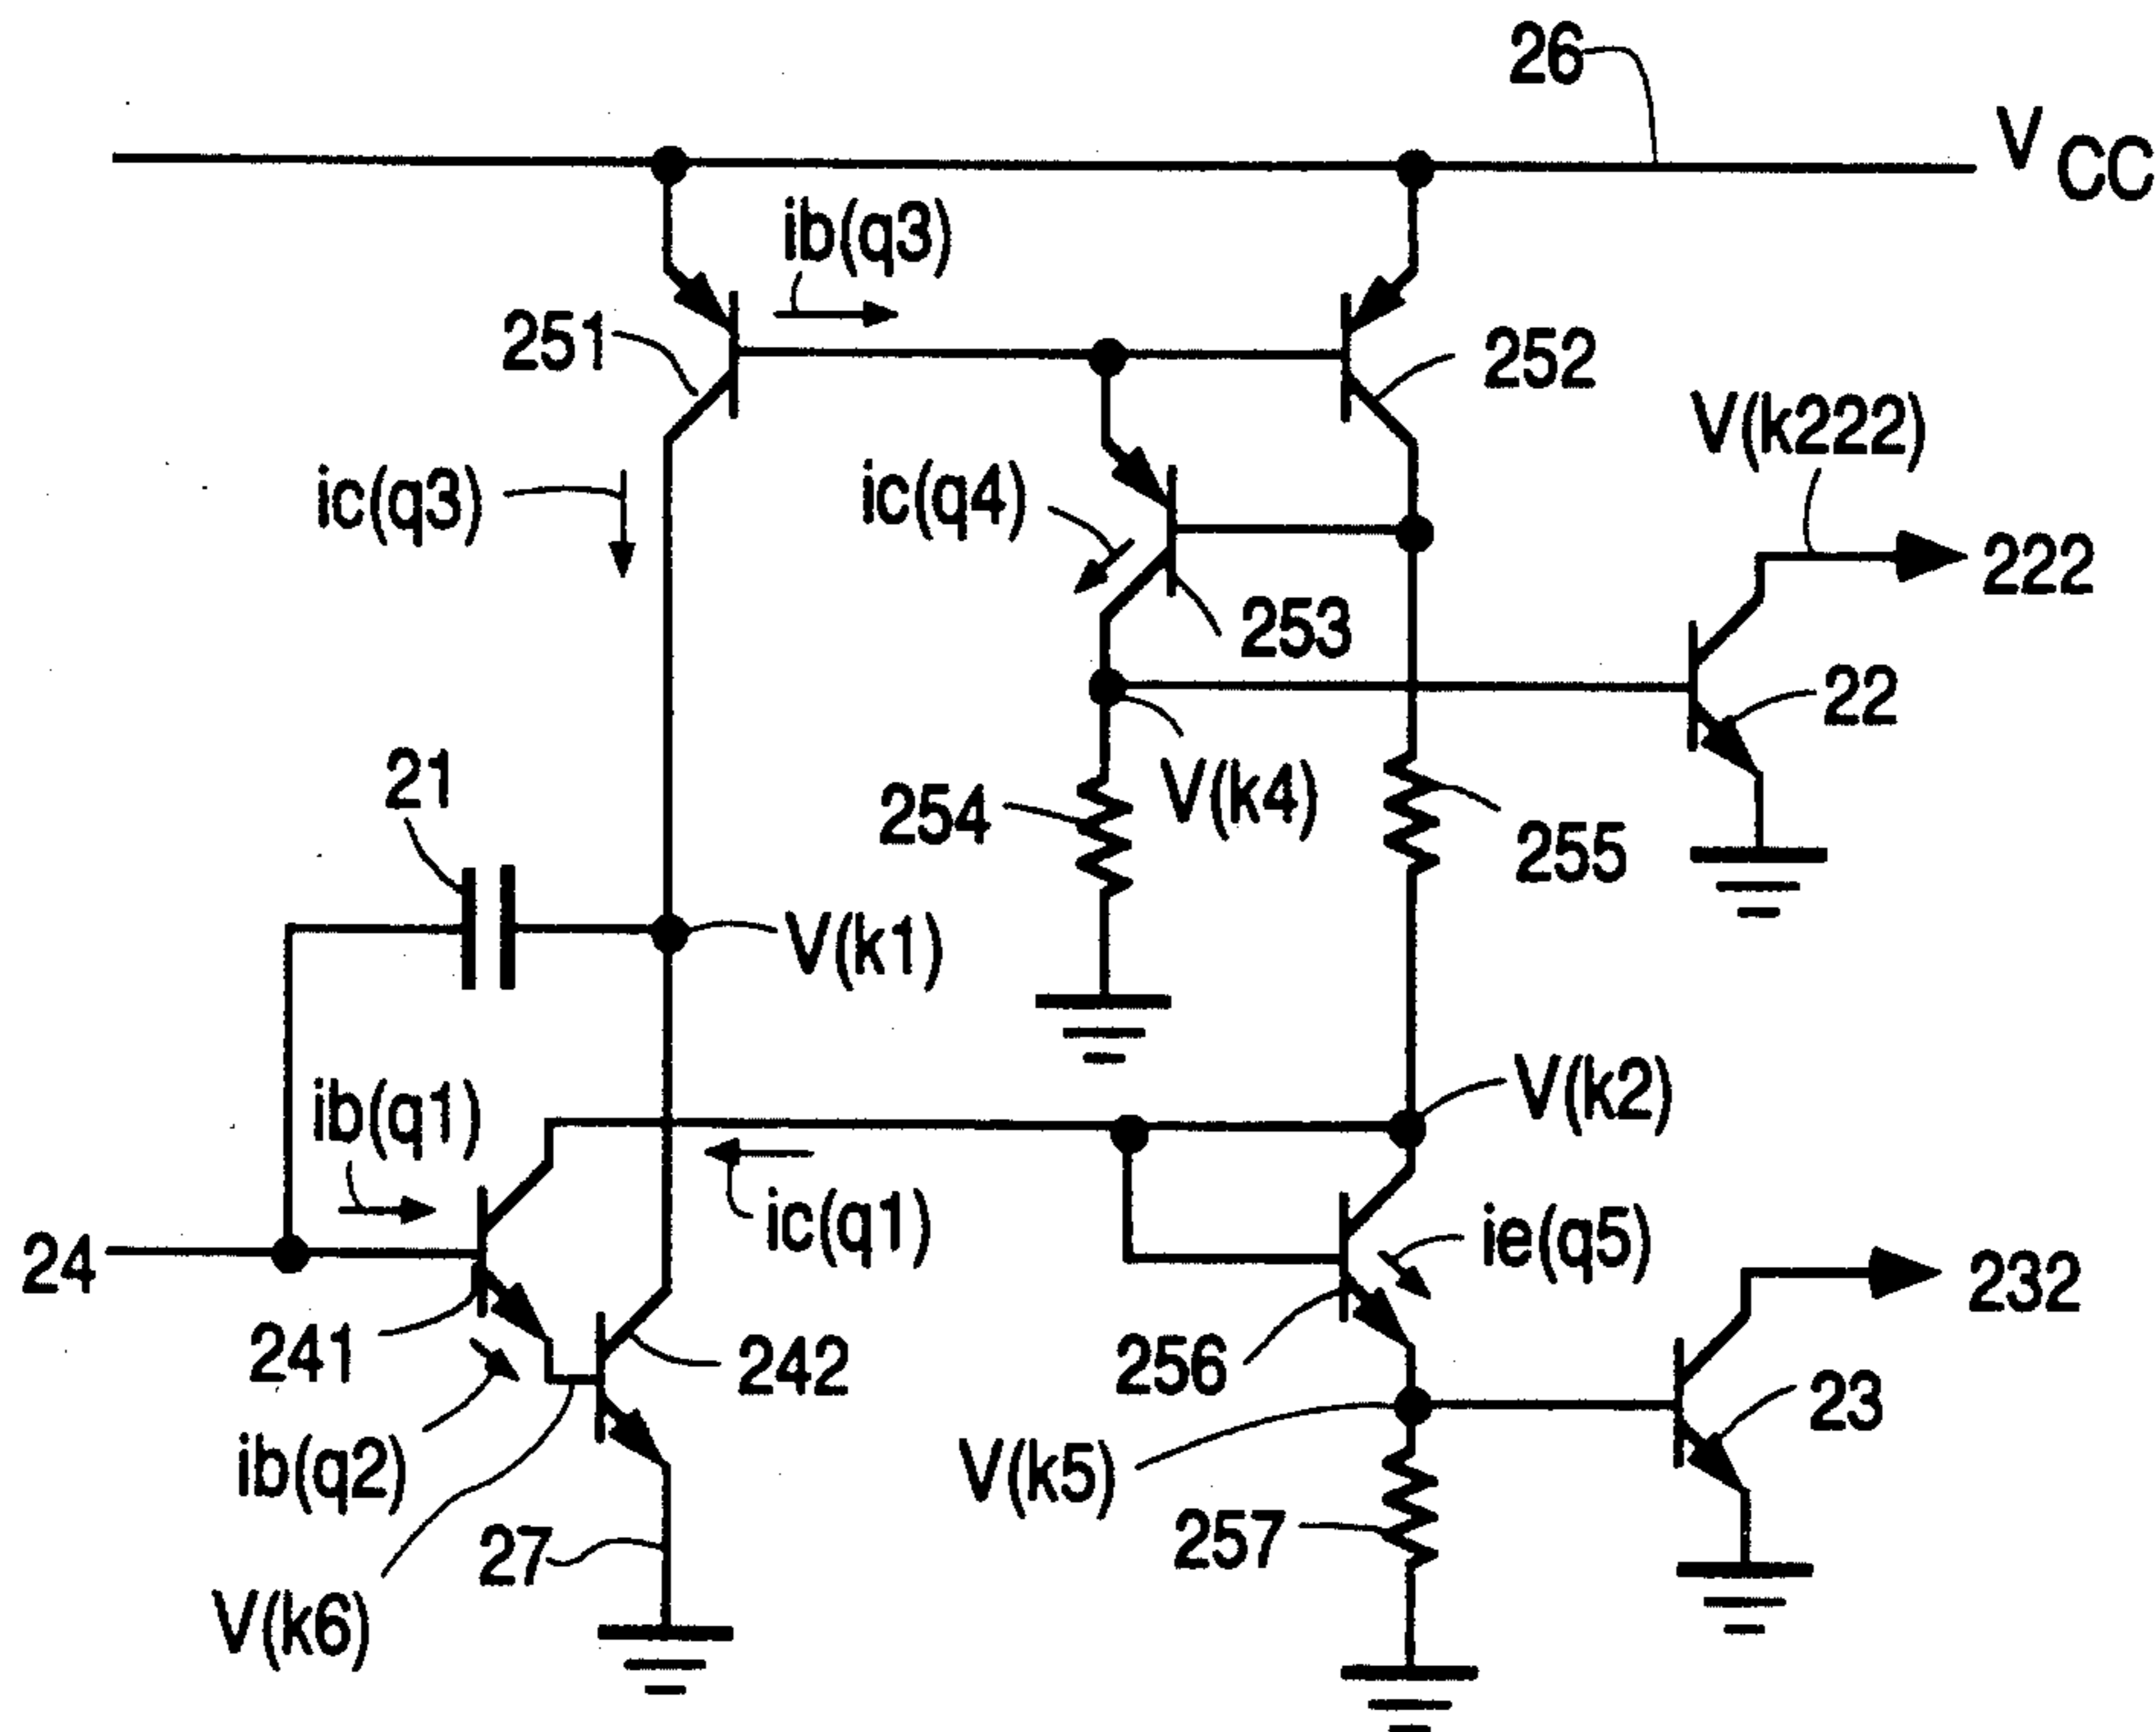 26
V CC
ib(q3)
251
252
V(k222)
ic(q3)
ic(q4)
222
253
22
21
V(k4)
254
255
V(k1)
V(k2)
ib(q1)
ic(q1)
ie(q5)
24
232
241
242
256
23
ib(q2)
V(k5)
27
257
V(k6)